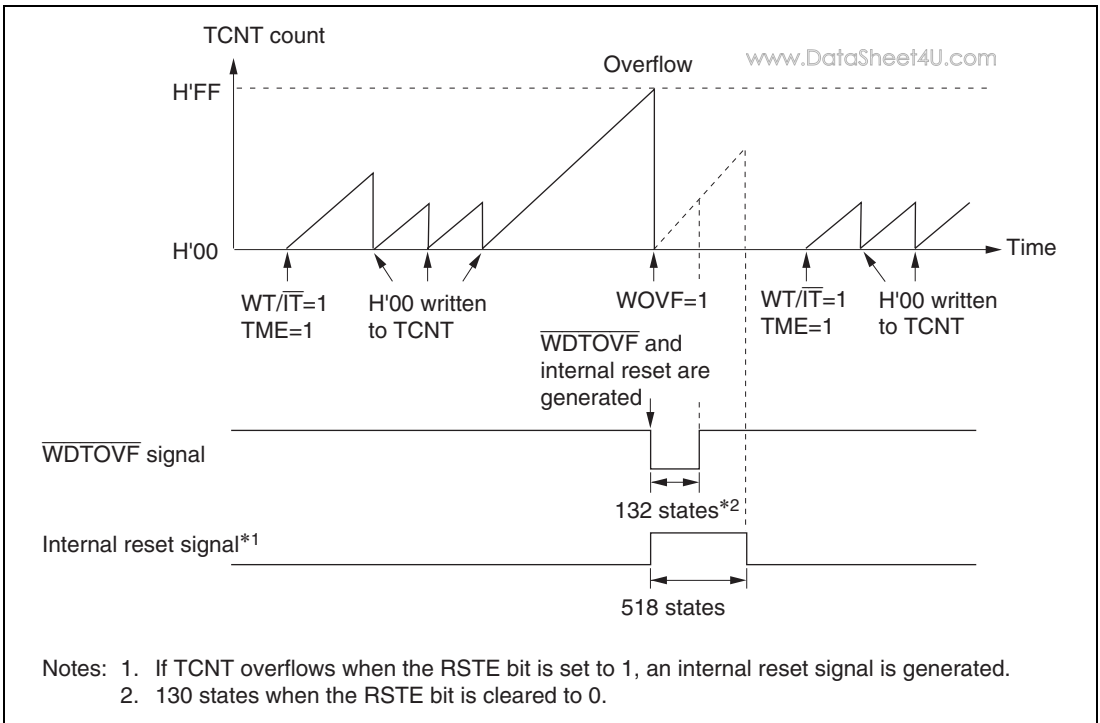 TCNT count
www.DataSheet4U.com
Overflow
H'FF
H'00
Time
WT/IT=1
TME=1
H'00 written
to TCNT
WOVF=1
WT/IT=1
TME=1
H'00 written
to TCNT
WDTOVF and
internal reset are
generated
WDTOVF signal
132 states*2
Internal reset signal*1
518 states
Notes: 1. If TCNT overflows when the RSTE bit is set to 1, an internal reset signal is generated.
2. 130 states when the RSTE bit is cleared to 0.